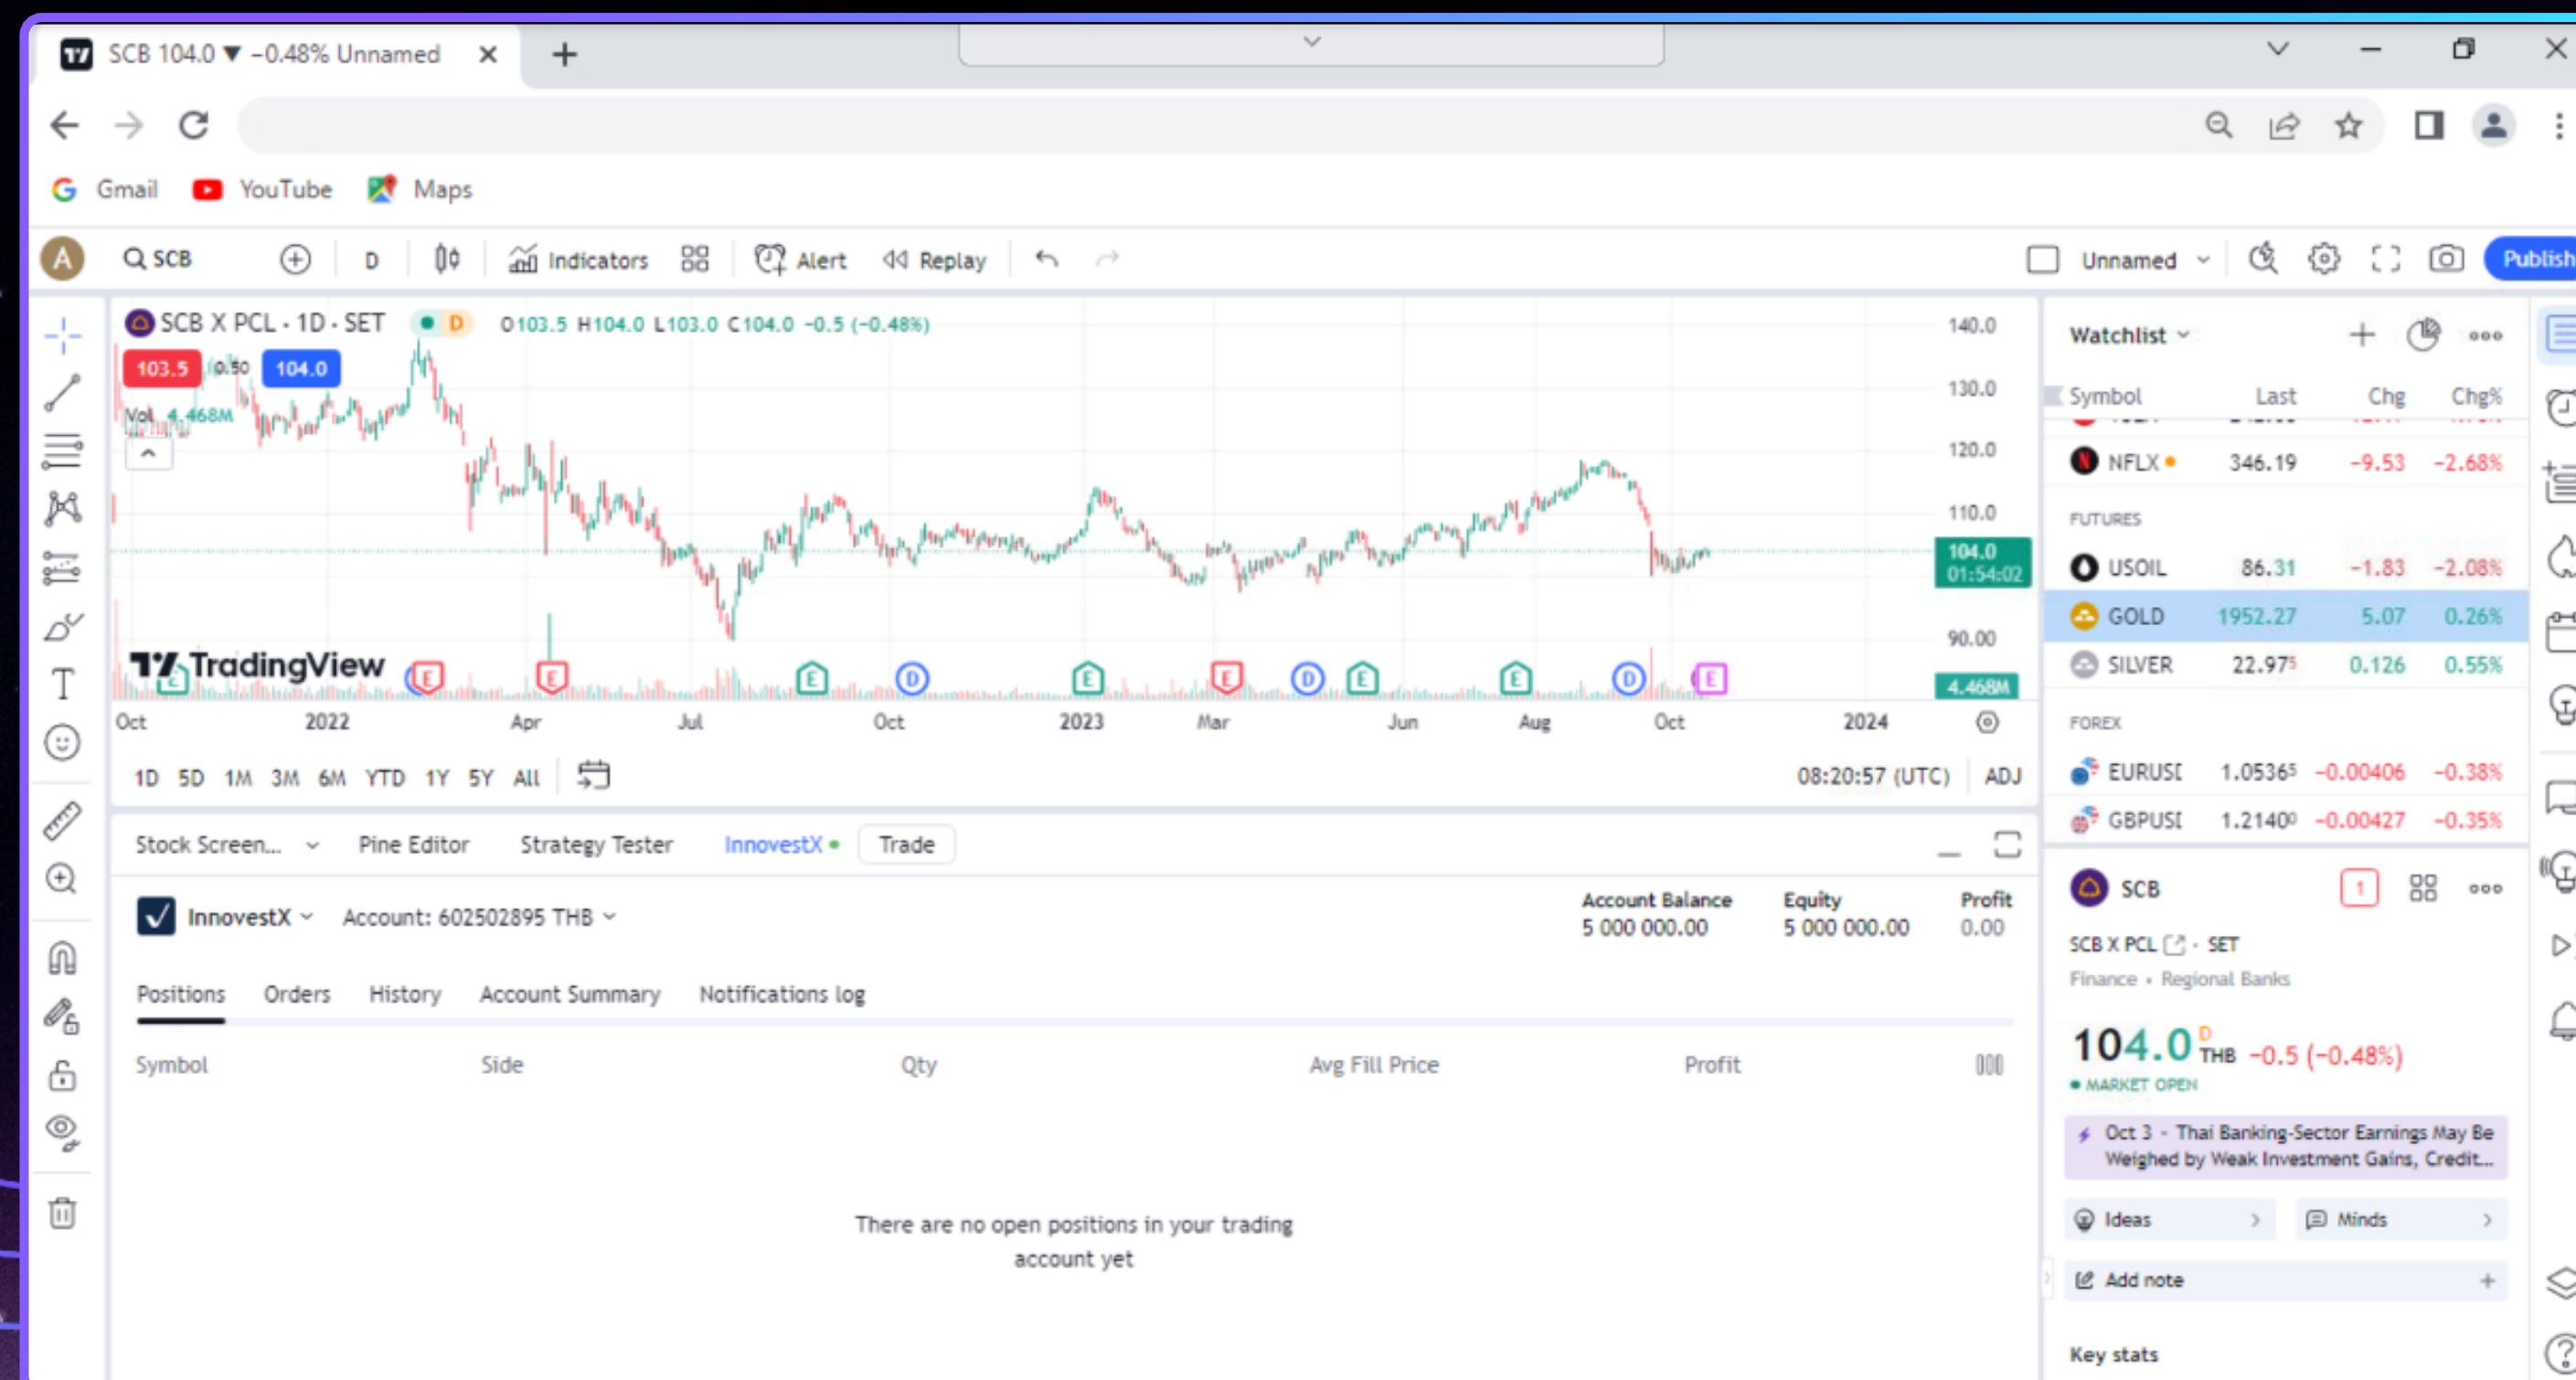 SCB 104.0 ▼ −0.48% Unnamed
Gmail YouTube Maps
A SCB D Indicators Alert Replay Unnamed Publish
SCB X PCL · 1D · SET D O103.5 H104.0 L103.0 C104.0 −0.5 (−0.48%)
103.5 0.50 104.0
Vol 4.468M
140.0
130.0
120.0
110.0
104.0
01:54:02
90.00
4.468M
TradingView
E E E E D E E D E E D E
Oct 2022 Apr Jul Oct 2023 Mar Jun Aug Oct 2024
1D 5D 1M 3M 6M YTD 1Y 5Y All 08:20:57 (UTC) ADJ
Stock Screen... Pine Editor Strategy Tester InnovestX Trade
InnovestX Account: 602502895 THB
Account Balance Equity Profit
5 000 000.00 5 000 000.00 0.00
Positions Orders History Account Summary Notifications log
Symbol Side Qty Avg Fill Price Profit
There are no open positions in your trading
account yet
Watchlist
Symbol Last Chg Chg%
NFLX 346.19 −9.53 −2.68%
FUTURES
USOIL 86.31 −1.83 −2.08%
GOLD 1952.27 5.07 0.26%
SILVER 22.975 0.126 0.55%
FOREX
EURUSD 1.05365 −0.00406 −0.38%
GBPUSD 1.21400 −0.00427 −0.35%
SCB 1
SCB X PCL · SET
Finance • Regional Banks
104.0 D THB −0.5 (−0.48%)
MARKET OPEN
Oct 3 - Thai Banking-Sector Earnings May Be
Weighed by Weak Investment Gains, Credit...
Ideas Minds
Add note
Key stats